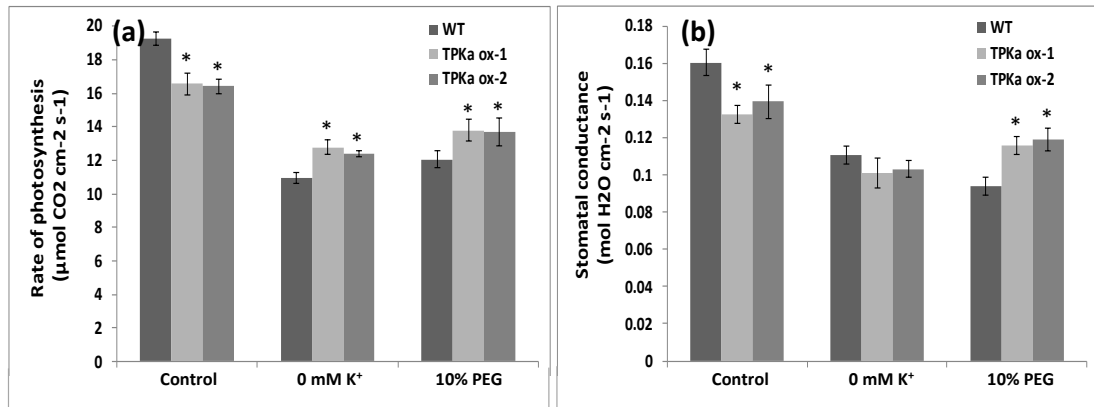 (a)
WT
TPKa ox-1
TPKa ox-2
Rate of photosynthesis
(µmol CO2 cm-2 s-1)
20
18
16
14
12
10
8
6
4
2
0
* *
* *
* *
Control
0 mM K⁺
10% PEG
(b)
WT
TPKa ox-1
TPKa ox-2
Stomatal conductance
(mol H2O cm-2 s-1)
0.18
0.16
0.14
0.12
0.1
0.08
0.06
0.04
0.02
0
* *
* *
Control
0 mM K⁺
10% PEG